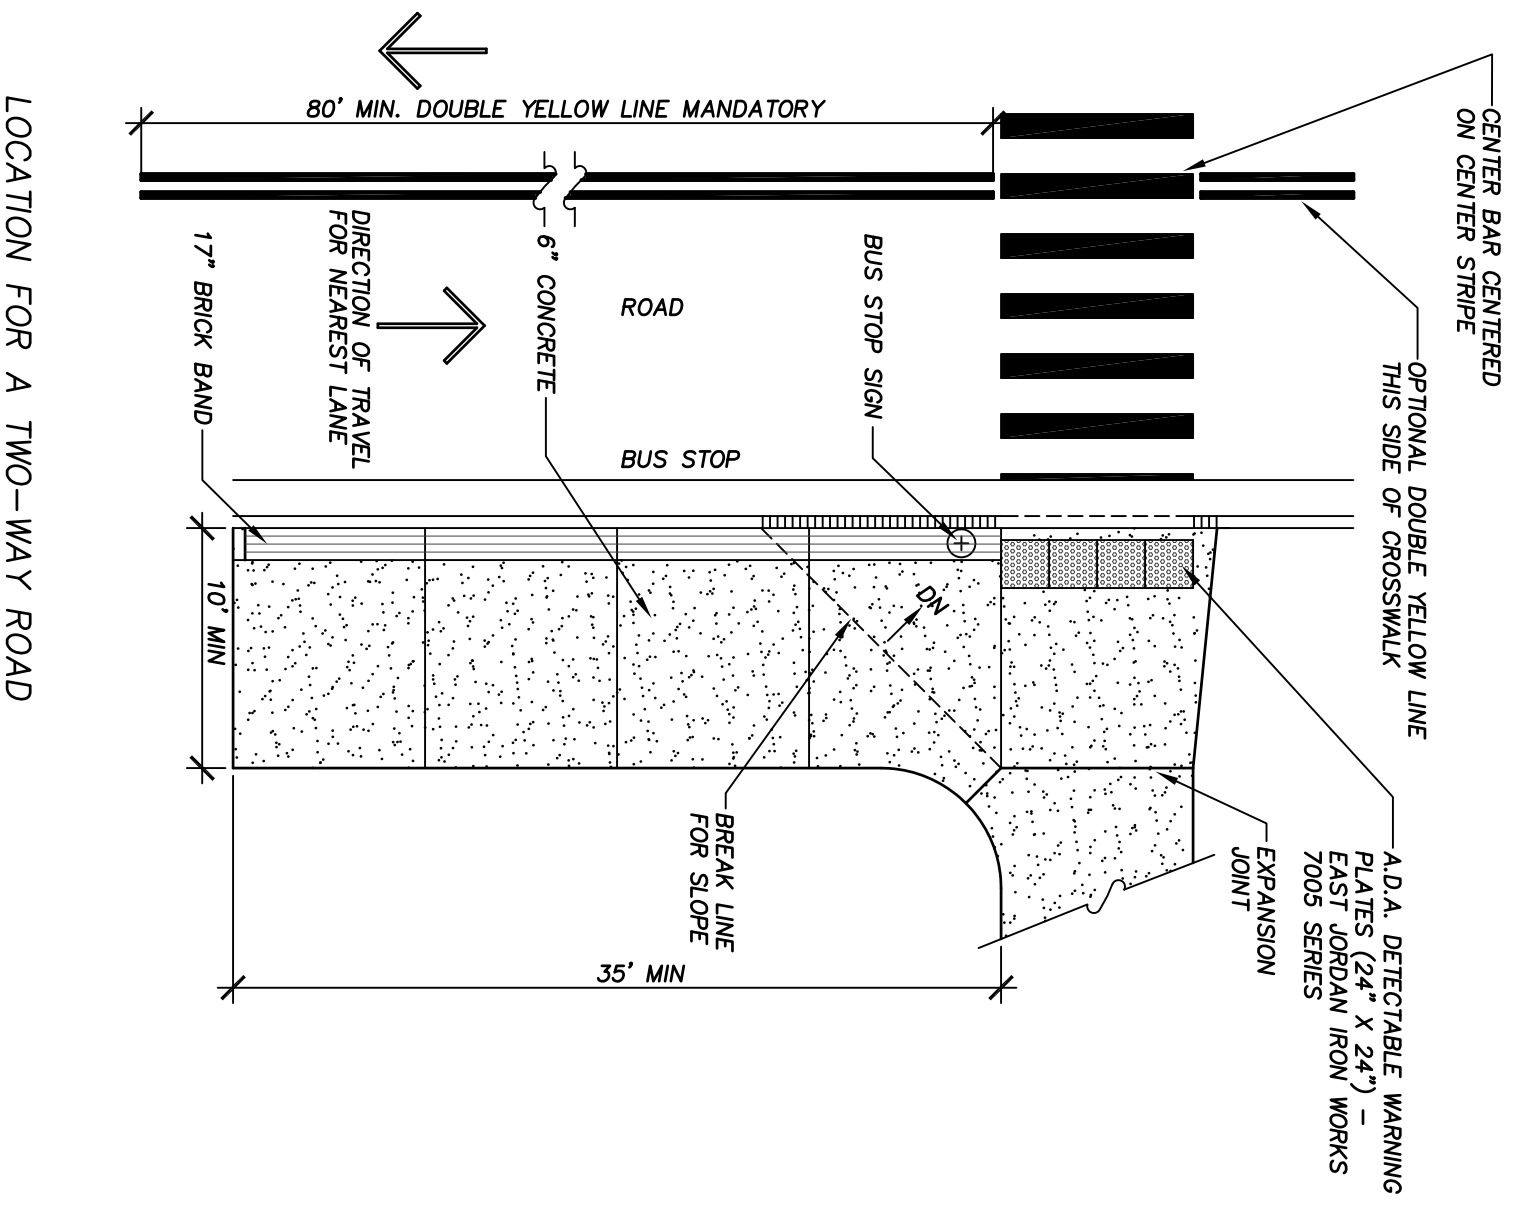 CENTER BAR CENTERED
ON CENTER STRIPE
OPTIONAL DOUBLE YELLOW LINE
THIS SIDE OF CROSSWALK
A.D.A. DETECTABLE WARNING
PLATES (24" X 24") –
EAST JORDAN IRON WORKS
7005 SERIES
EXPANSION
JOINT
80' MIN. DOUBLE YELLOW LINE MANDATORY
BUS STOP SIGN
ROAD
BUS STOP
6" CONCRETE
DIRECTION OF TRAVEL
FOR NEAREST LANE
17" BRICK BAND
DN
BREAK LINE
FOR SLOPE
10' MIN
35' MIN
LOCATION FOR A TWO–WAY ROAD